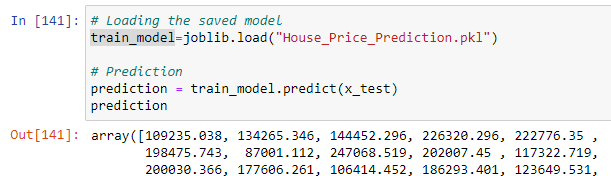 In [141]: # Loading the saved model
train_model=joblib.load("House_Price_Prediction.pkl")
# Prediction
prediction = train_model.predict(x_test)
prediction
Out[141]: array([109235.038, 134265.346, 144452.296, 226320.296, 222776.35 ,
198475.743,  87001.112, 247068.519, 202007.45 , 117322.719,
200030.366, 177606.261, 106414.452, 186293.401, 123649.531,